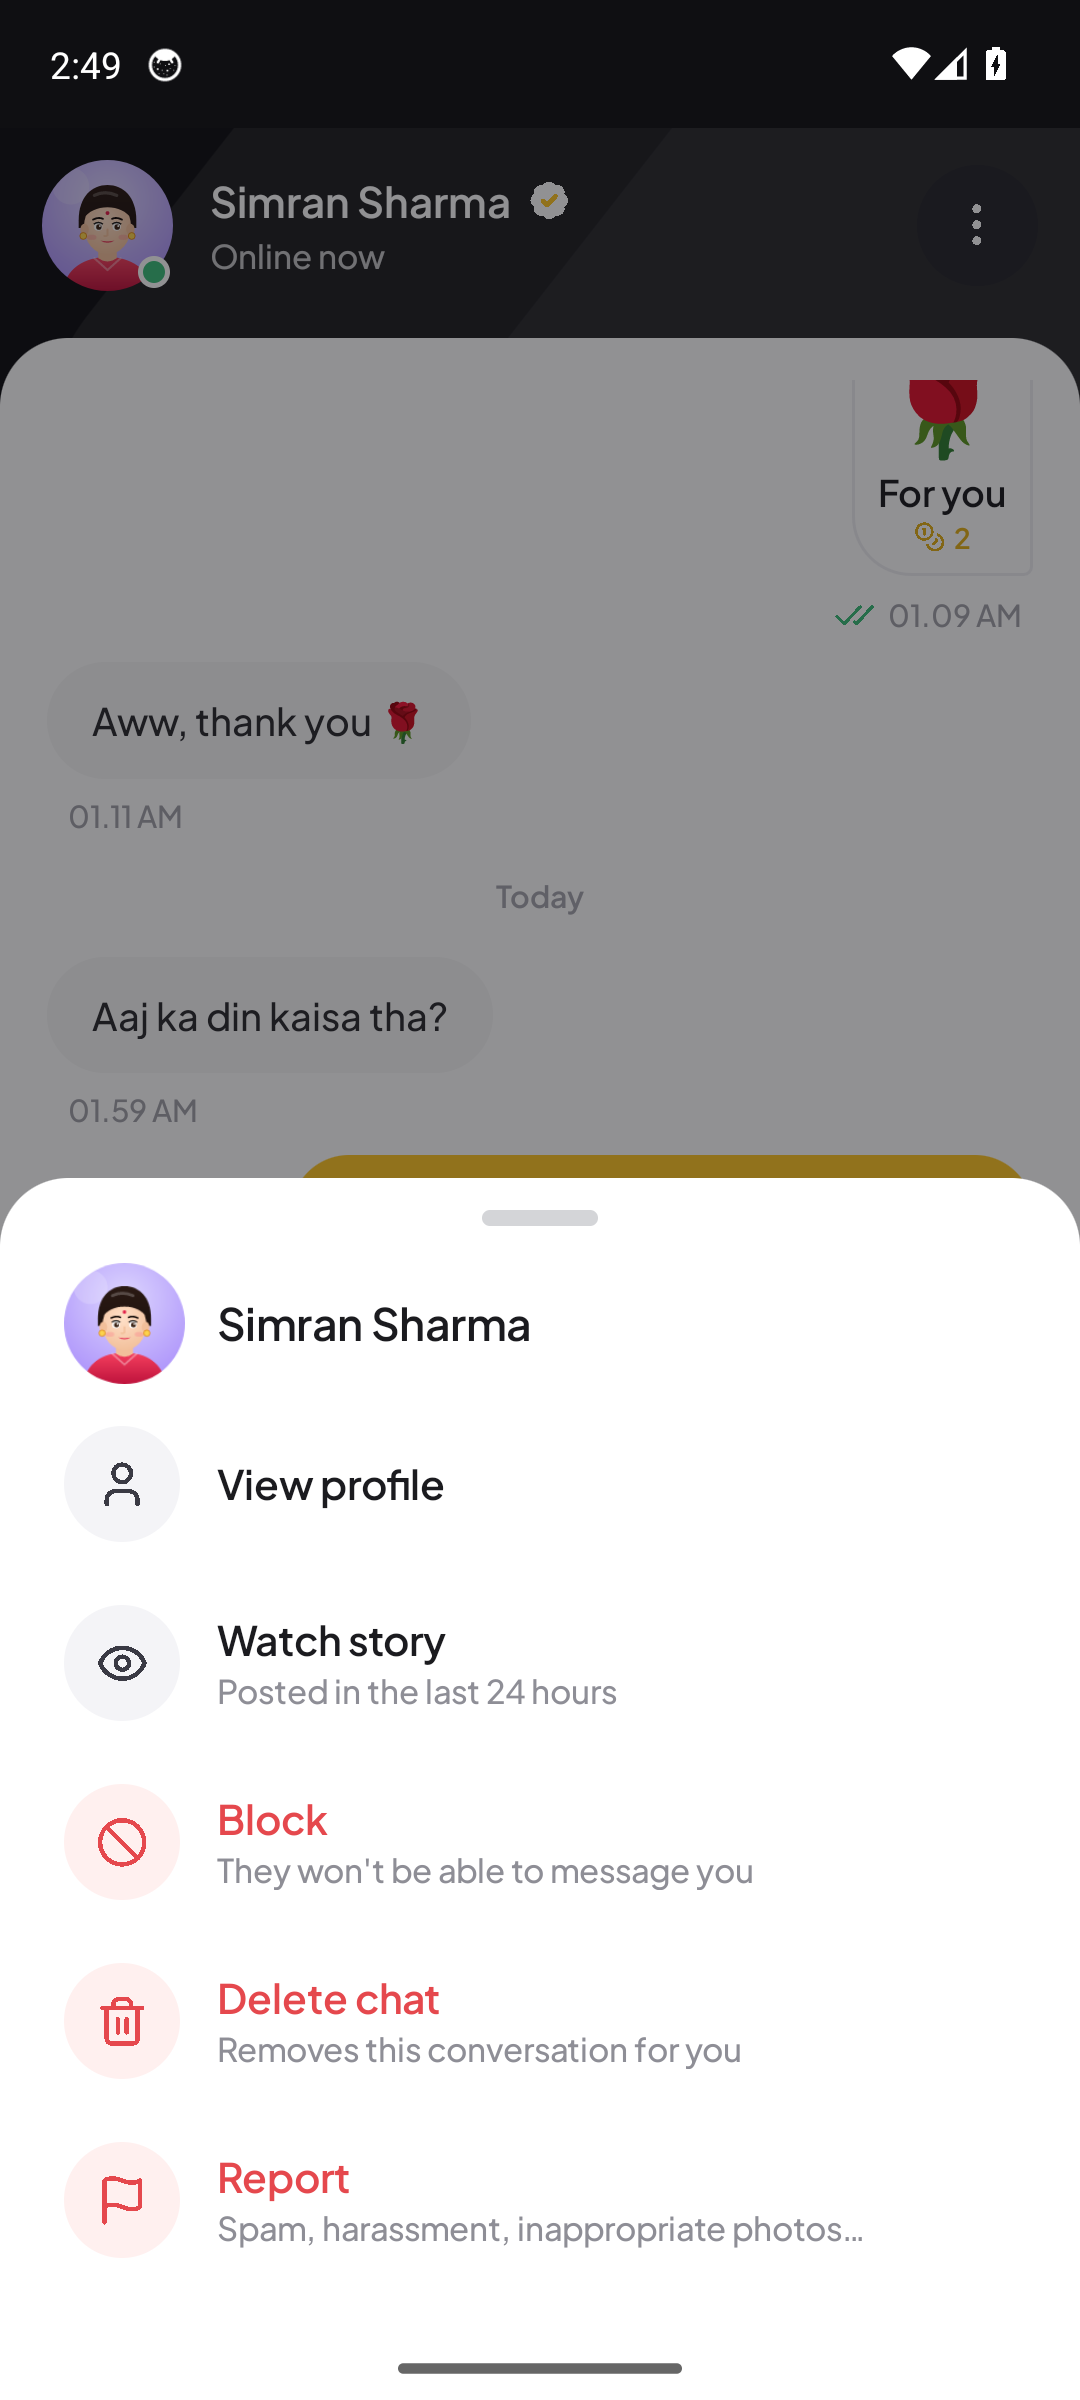 2:49
Simran Sharma
Online now
For you
2
01.09 AM
Aww, thank you 🌹
01.11 AM
Today
Aaj ka din kaisa tha?
01.59 AM
Simran Sharma
View profile
Watch story
Posted in the last 24 hours
Block
They won't be able to message you
Delete chat
Removes this conversation for you
Report
Spam, harassment, inappropriate photos…